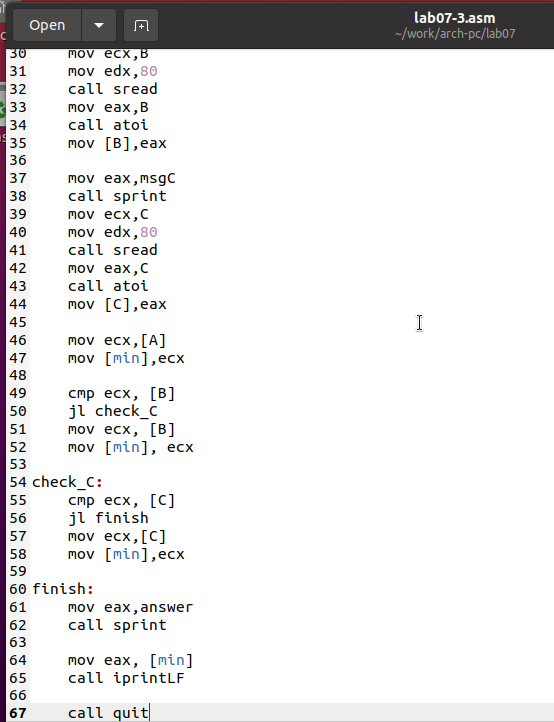 Open
lab07-3.asm
~/work/arch-pc/lab07
30 mov ecx,B
31 mov edx,80
32 call sread
33 mov eax,B
34 call atoi
35 mov [B],eax
36
37 mov eax,msgC
38 call sprint
39 mov ecx,C
40 mov edx,80
41 call sread
42 mov eax,C
43 call atoi
44 mov [C],eax
45
46 mov ecx,[A]
47 mov [min],ecx
48
49 cmp ecx, [B]
50 jl check_C
51 mov ecx, [B]
52 mov [min], ecx
53
54 check_C:
55 cmp ecx, [C]
56 jl finish
57 mov ecx,[C]
58 mov [min],ecx
59
60 finish:
61 mov eax,answer
62 call sprint
63
64 mov eax, [min]
65 call iprintLF
66
67 call quit